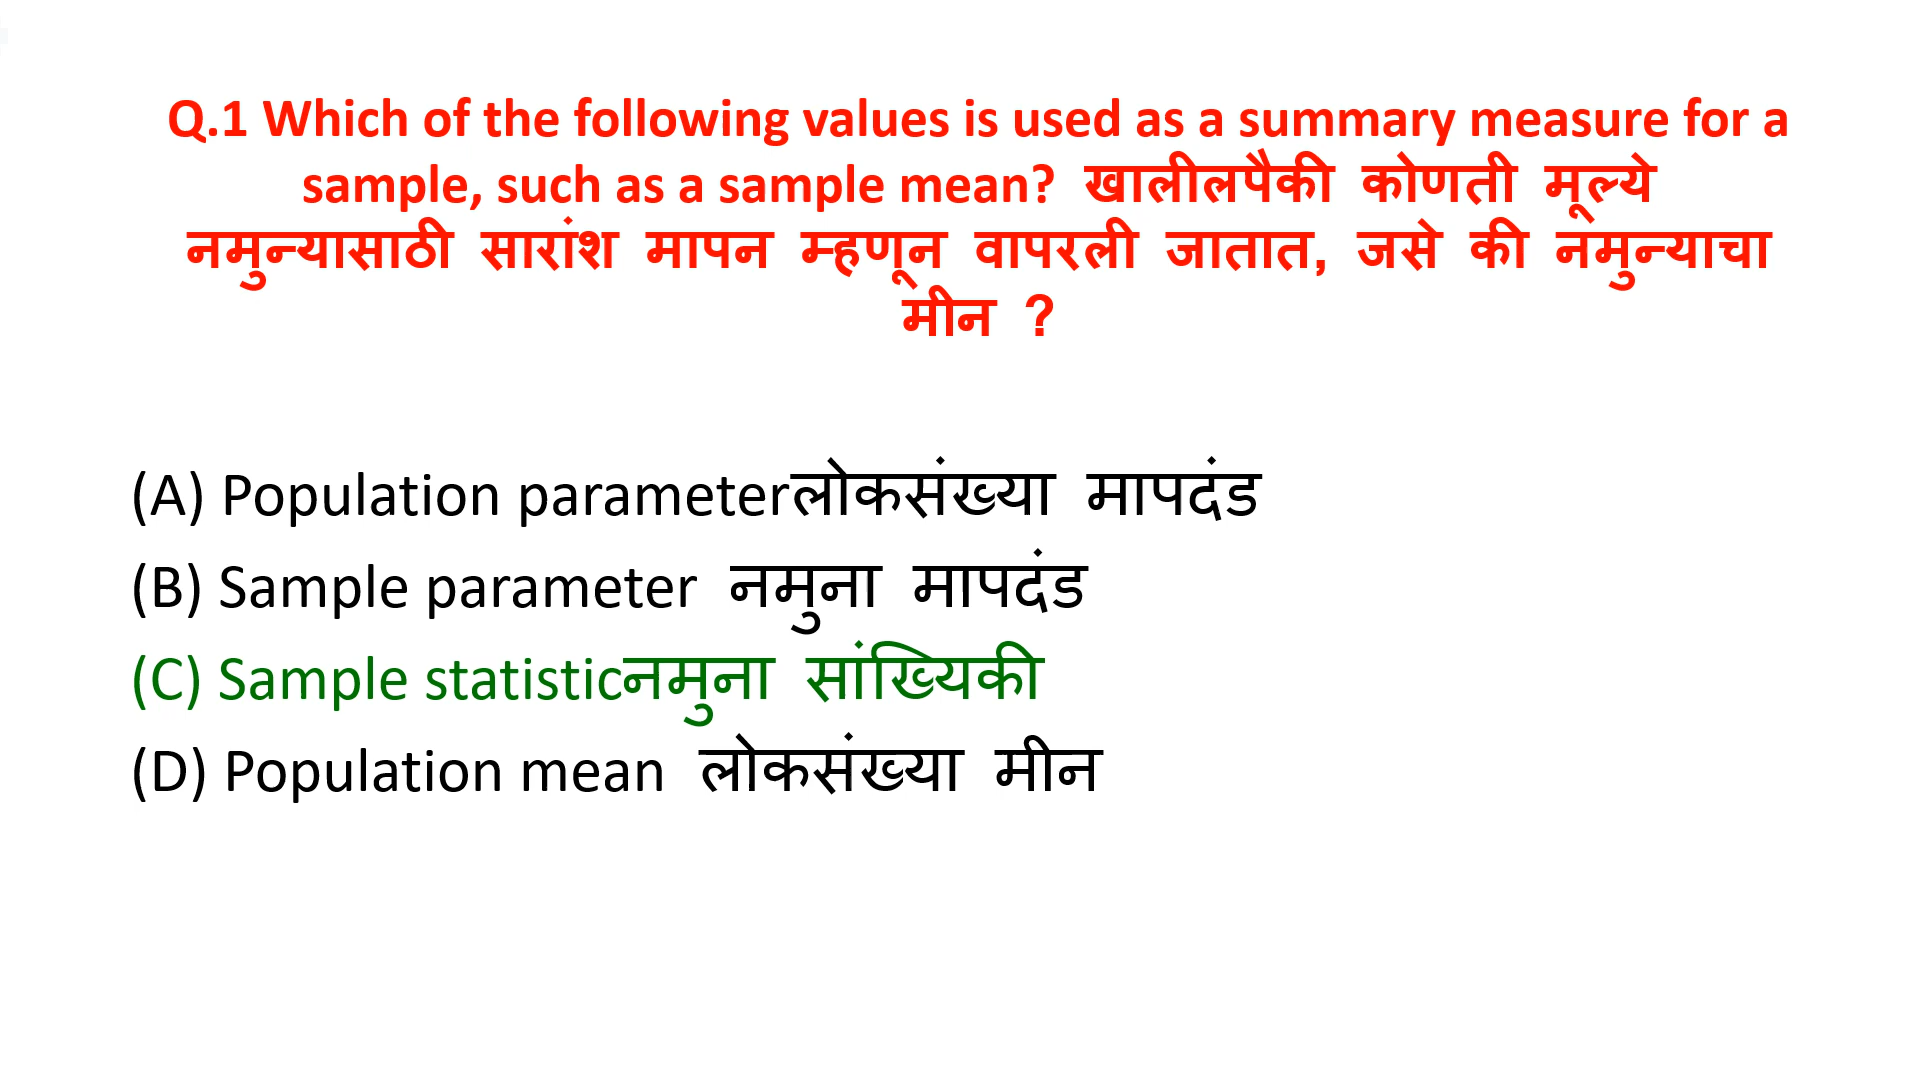 Q.1 Which of the following values is used as a summary measure for a
sample, such as a sample mean? खालीलपैकी कोणती मूल्ये
नमुन्यासाठी सारांश मापन म्हणून वापरली जातात, जसे की नमुन्याचा
मीन ?
(A) Population parameterलोकसंख्या मापदंड
(B) Sample parameter नमुना मापदंड
(C) Sample statisticनमुना सांख्यिकी
(D) Population mean लोकसंख्या मीन